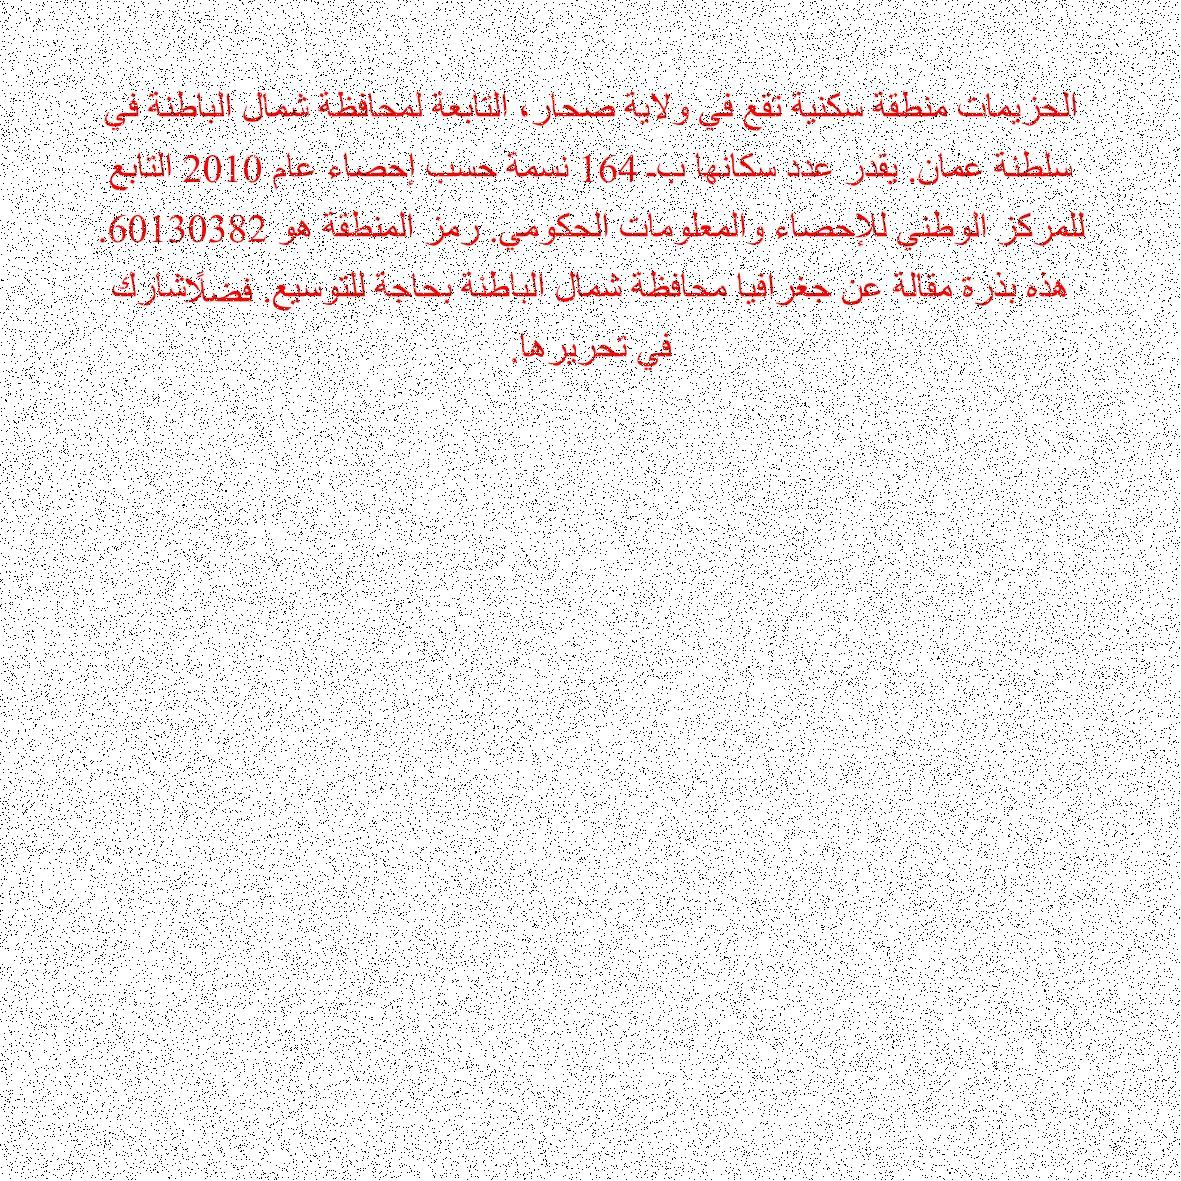 الحزيمات منطقة سكنية تقع في ولاية صحار، التابعة لمحافظة شمال الباطنة في
سلطنة عمان. يقدر عدد سكانها بـ 164 نسمة حسب إحصاء عام 2010 التابع
للمركز الوطني للإحصاء والمعلومات الحكومي. رمز المنطقة هو 60130382.
هذه بذرة مقالة عن جغرافيا محافظة شمال الباطنة بحاجة للتوسيع. فضلًاشارك
في تحريرها.